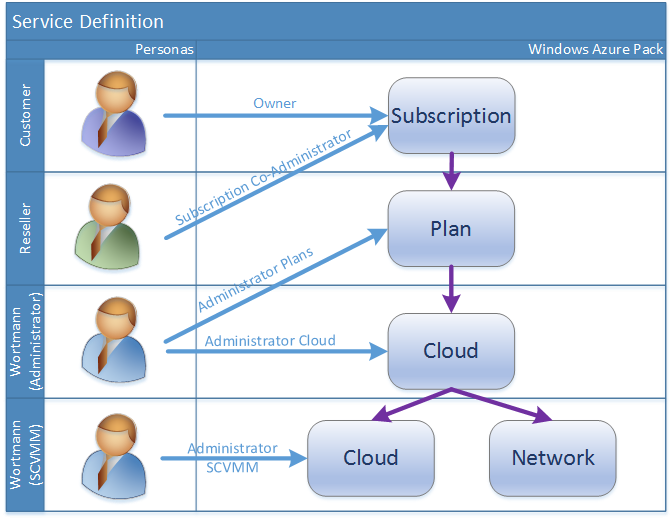 Service Definition
Personas
Windows Azure Pack
Customer
Owner
Subscription
Reseller
Subscription Co-Administrator
Plan
Wortmann
(Administrator)
Administrator Plans
Administrator Cloud
Cloud
Wortmann
(SCVMM)
Administrator
SCVMM
Cloud
Network